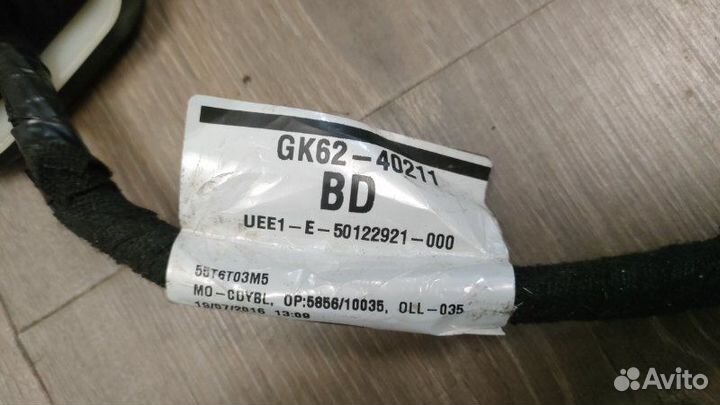 GK62-40211
BD
UEE1-E-50122921-000
55T6T03M5
MO-CDYBL, OP:5856/10035, OLL-035
19/07/2016 13:09
Avito